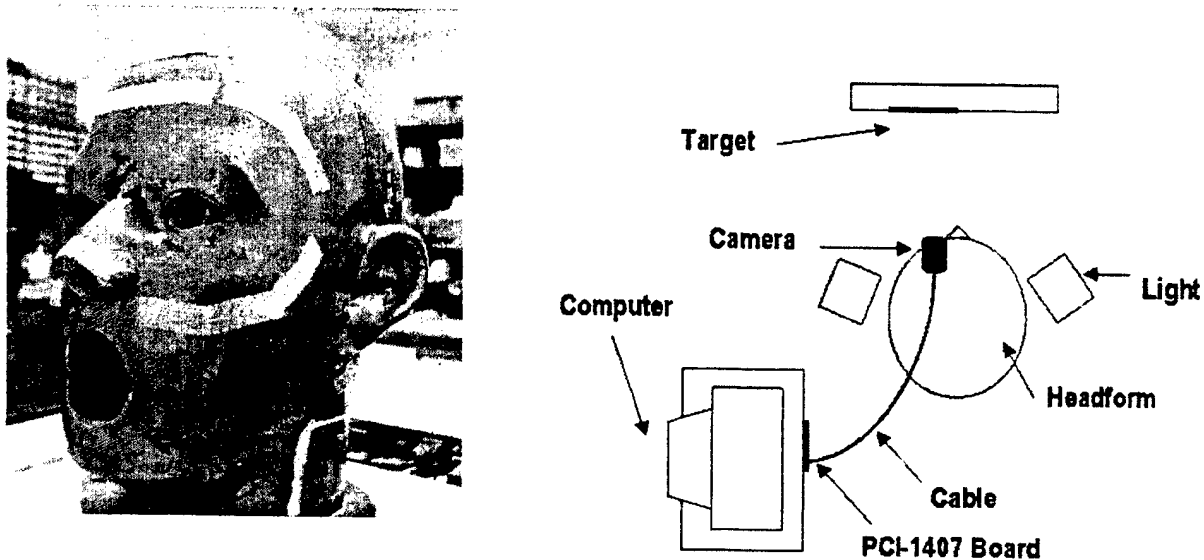 Target
Camera
Light
Computer
Headform
Cable
PCI-1407 Board